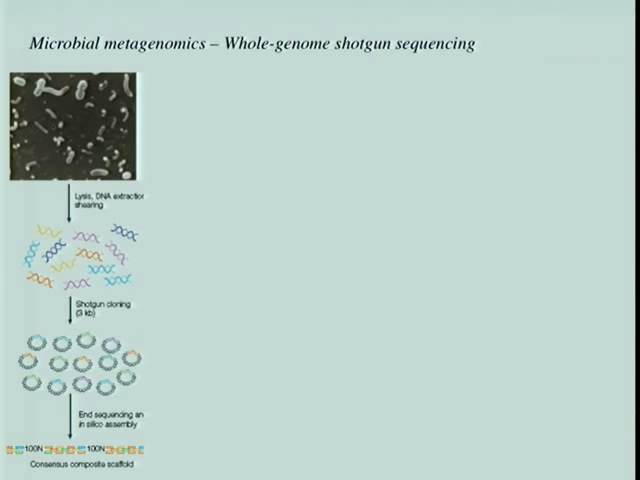 Microbial metagenomics – Whole-genome shotgun sequencing
Lysis, DNA extraction
shearing
Shotgun cloning
(3 kb)
End sequencing an
in silico assembly
100N 100N
Consensus composite scaffold